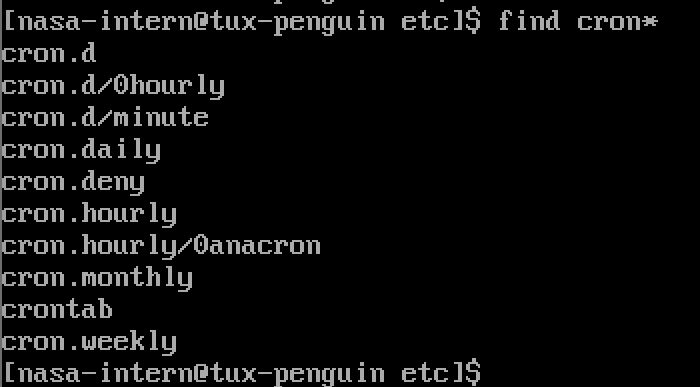 [nasa-intern@tux-penguin etc]$ find cron*
cron.d
cron.d/0hourly
cron.d/minute
cron.daily
cron.deny
cron.hourly
cron.hourly/0anacron
cron.monthly
crontab
cron.weekly
[nasa-intern@tux-penguin etc]$